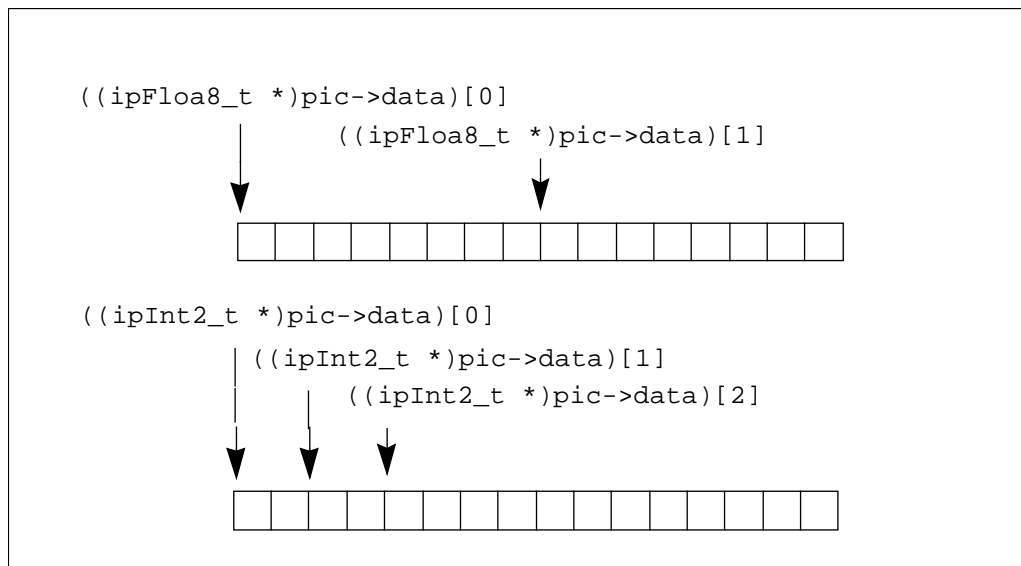 ((ipFloa8_t *)pic->data)[0]
((ipFloa8_t *)pic->data)[1]
((ipInt2_t *)pic->data)[0]
((ipInt2_t *)pic->data)[1]
((ipInt2_t *)pic->data)[2]